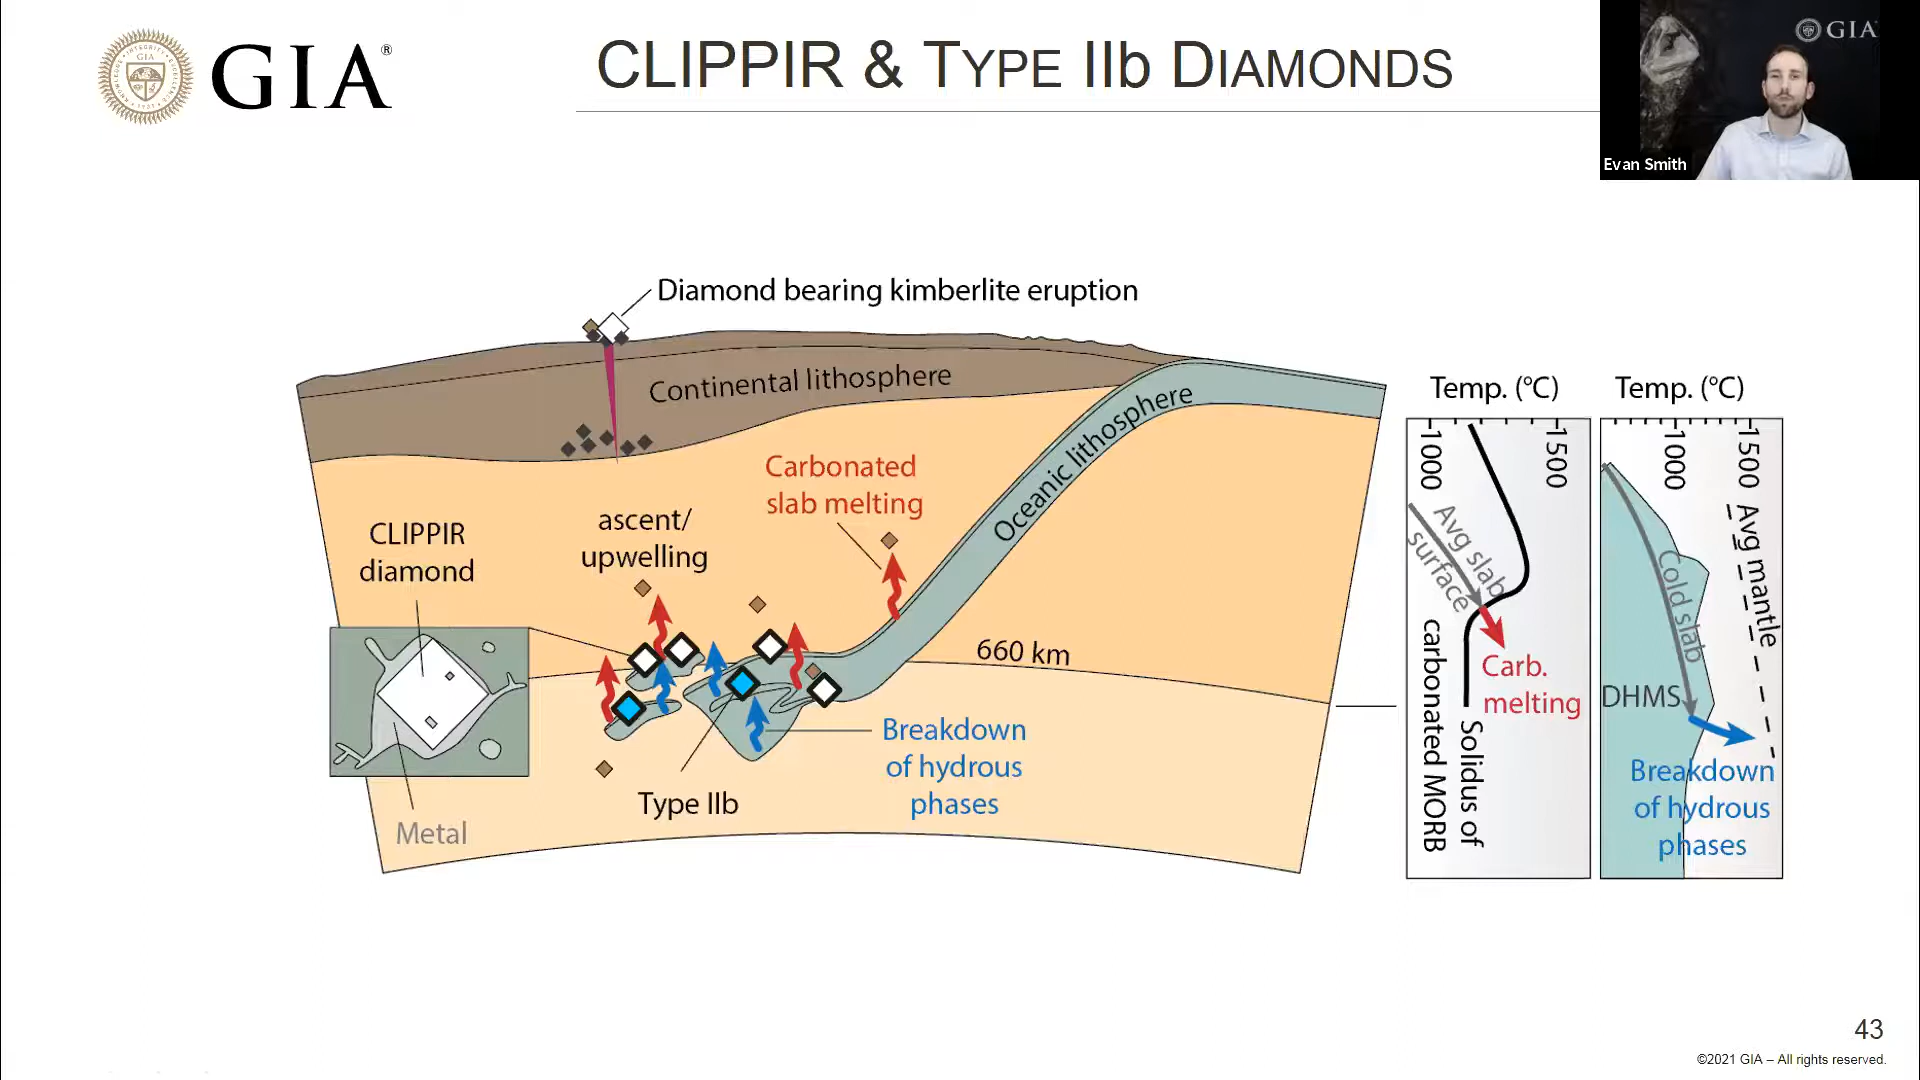 GIA®
CLIPPIR & TYPE IIb DIAMONDS
GIA
Evan Smith
Diamond bearing kimberlite eruption
Continental lithosphere
Oceanic lithosphere
Carbonated
slab melting
ascent/
upwelling
CLIPPIR
diamond
660 km
Breakdown
of hydrous
phases
Type IIb
Metal
Temp. (°C)
1000
1500
Avg slab
surface
Carb.
melting
Solidus of
carbonated MORB
Temp. (°C)
1000
1500
Avg mantle
Cold slab
DHMS
Breakdown
of hydrous
phases
43
©2021 GIA – All rights reserved.